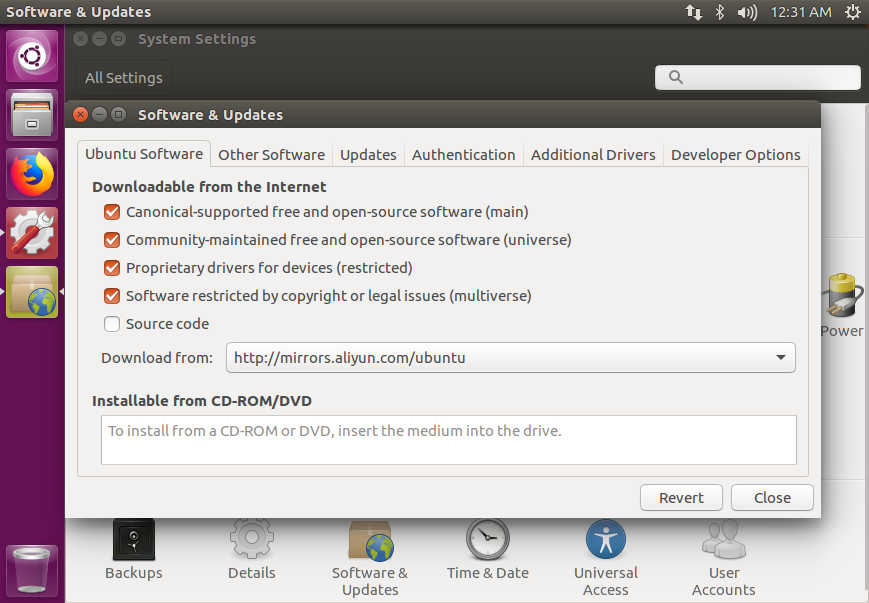 Software & Updates
12:31 AM
System Settings
All Settings
Software & Updates
Ubuntu Software
Other Software
Updates
Authentication
Additional Drivers
Developer Options
Downloadable from the Internet
Canonical-supported free and open-source software (main)
Community-maintained free and open-source software (universe)
Proprietary drivers for devices (restricted)
Software restricted by copyright or legal issues (multiverse)
Source code
Download from:
http://mirrors.aliyun.com/ubuntu
Installable from CD-ROM/DVD
To install from a CD-ROM or DVD, insert the medium into the drive.
Revert
Close
Power
Backups
Details
Software &
Updates
Time & Date
Universal
Access
User
Accounts